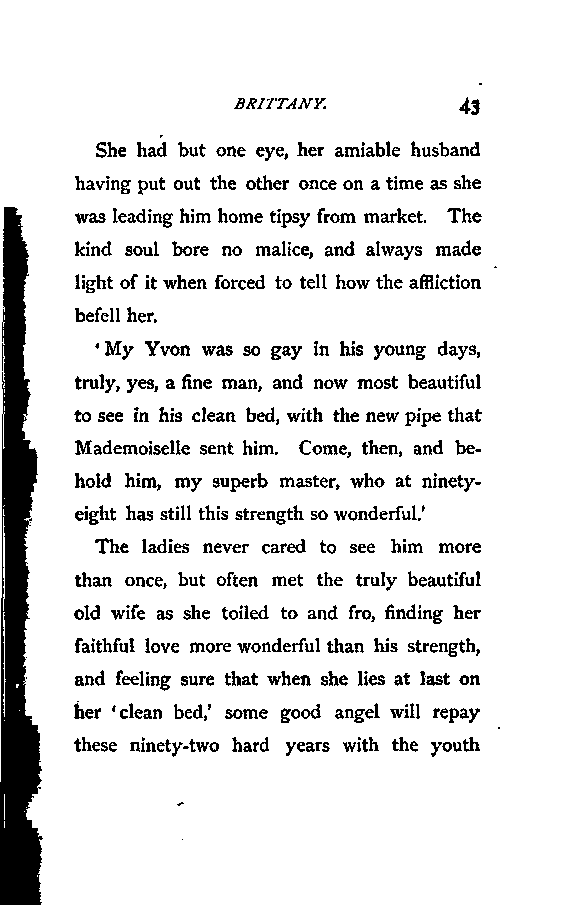 BRITTANY. 43
She had but one eye, her amiable husband
having put out the other once on a time as she
was leading him home tipsy from market. The
kind soul bore no malice, and always made
light of it when forced to tell how the affliction
befell her.
‘My Yvon was so gay in his young days,
truly, yes, a fine man, and now most beautiful
to see in his clean bed, with the new pipe that
Mademoiselle sent him. Come, then, and be-
hold him, my superb master, who at ninety-
eight has still this strength so wonderful.’
The ladies never cared to see him more
than once, but often met the truly beautiful
old wife as she toiled to and fro, finding her
faithful love more wonderful than his strength,
and feeling sure that when she lies at last on
her ‘clean bed,’ some good angel will repay
these ninety-two hard years with the youth